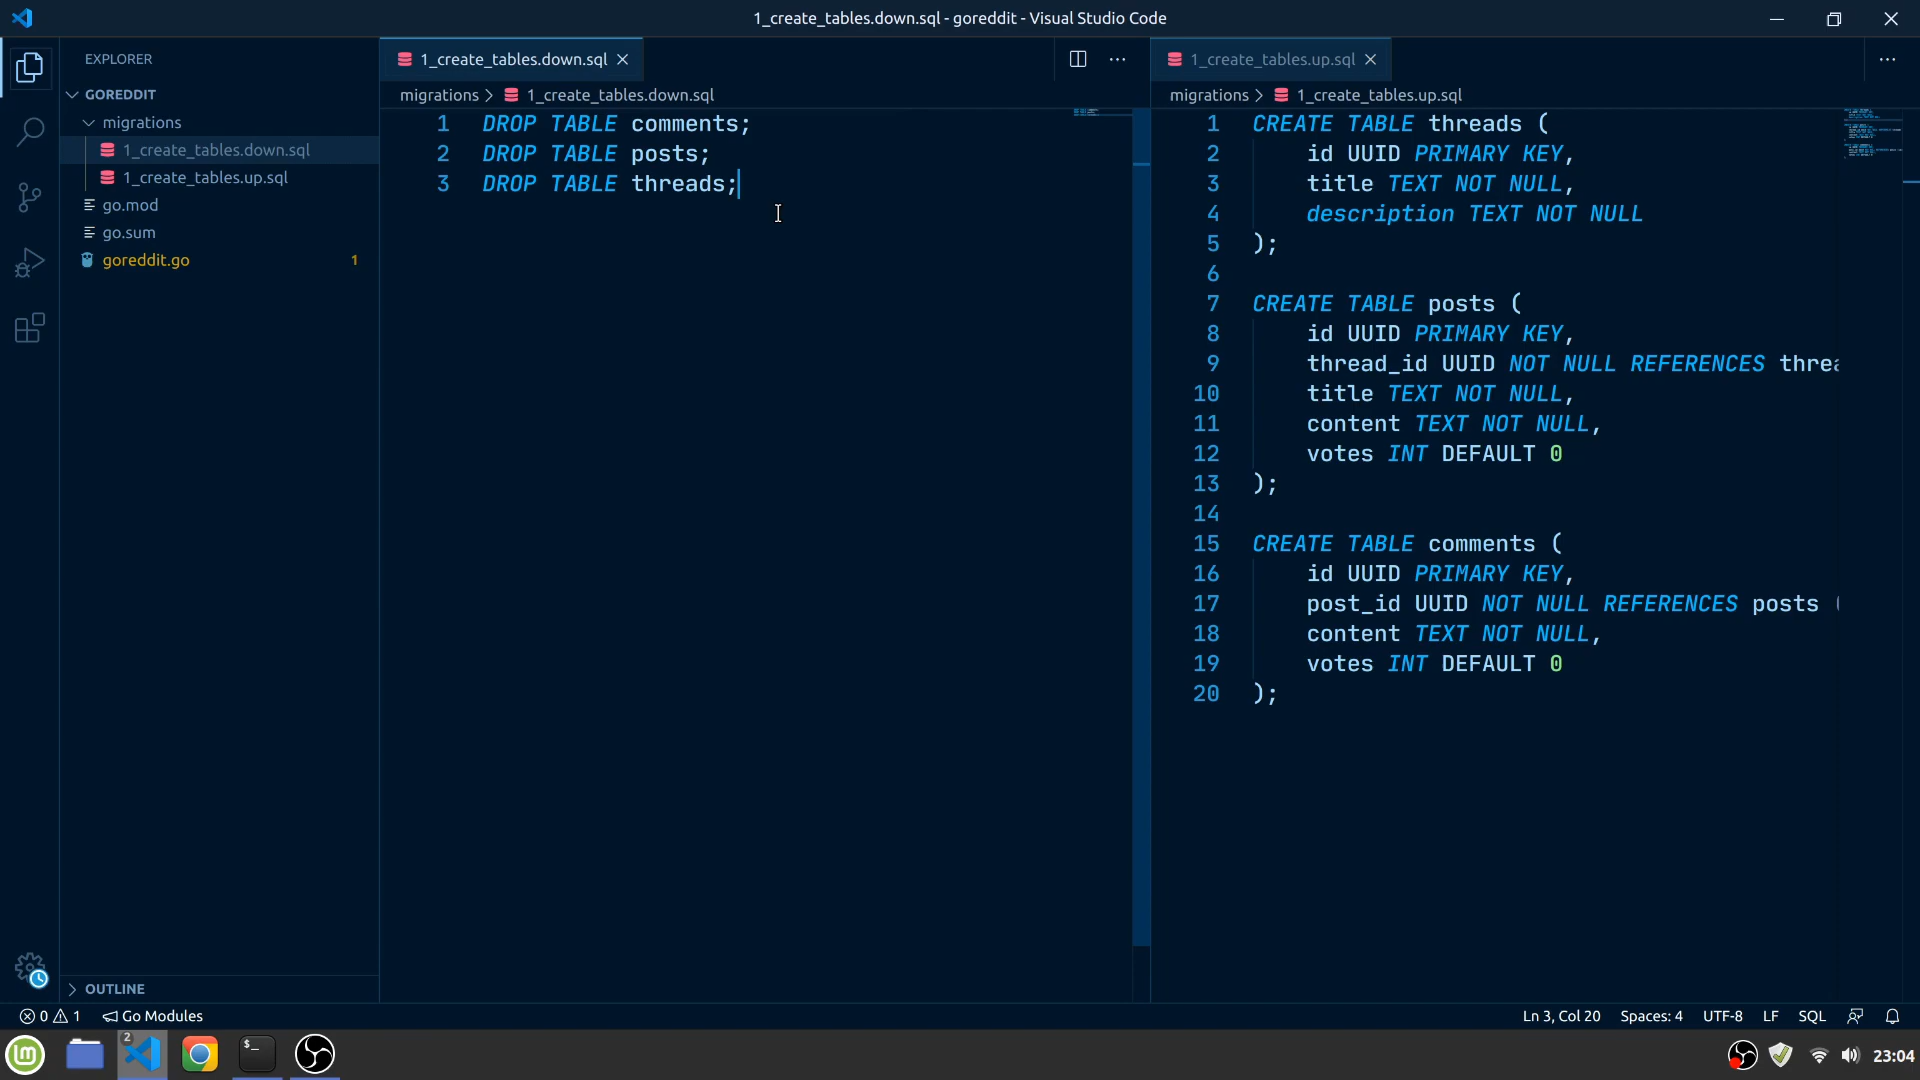 1_create_tables.down.sql - goreddit - Visual Studio Code
EXPLORER
GOREDDIT
migrations
1_create_tables.down.sql
1_create_tables.up.sql
go.mod
go.sum
goreddit.go 1
OUTLINE
1_create_tables.down.sql
migrations > 1_create_tables.down.sql
1 DROP TABLE comments;
2 DROP TABLE posts;
3 DROP TABLE threads;
1_create_tables.up.sql
migrations > 1_create_tables.up.sql
1 CREATE TABLE threads (
2 id UUID PRIMARY KEY,
3 title TEXT NOT NULL,
4 description TEXT NOT NULL
5 );
6
7 CREATE TABLE posts (
8 id UUID PRIMARY KEY,
9 thread_id UUID NOT NULL REFERENCES
10 title TEXT NOT NULL,
11 content TEXT NOT NULL,
12 votes INT DEFAULT 0
13 );
14
15 CREATE TABLE comments (
16 id UUID PRIMARY KEY,
17 post_id UUID NOT NULL REFERENCES posts (
18 content TEXT NOT NULL,
19 votes INT DEFAULT 0
20 );
0 1 Go Modules
Ln 3, Col 20 Spaces: 4 UTF-8 LF SQL
2
$_
23:04